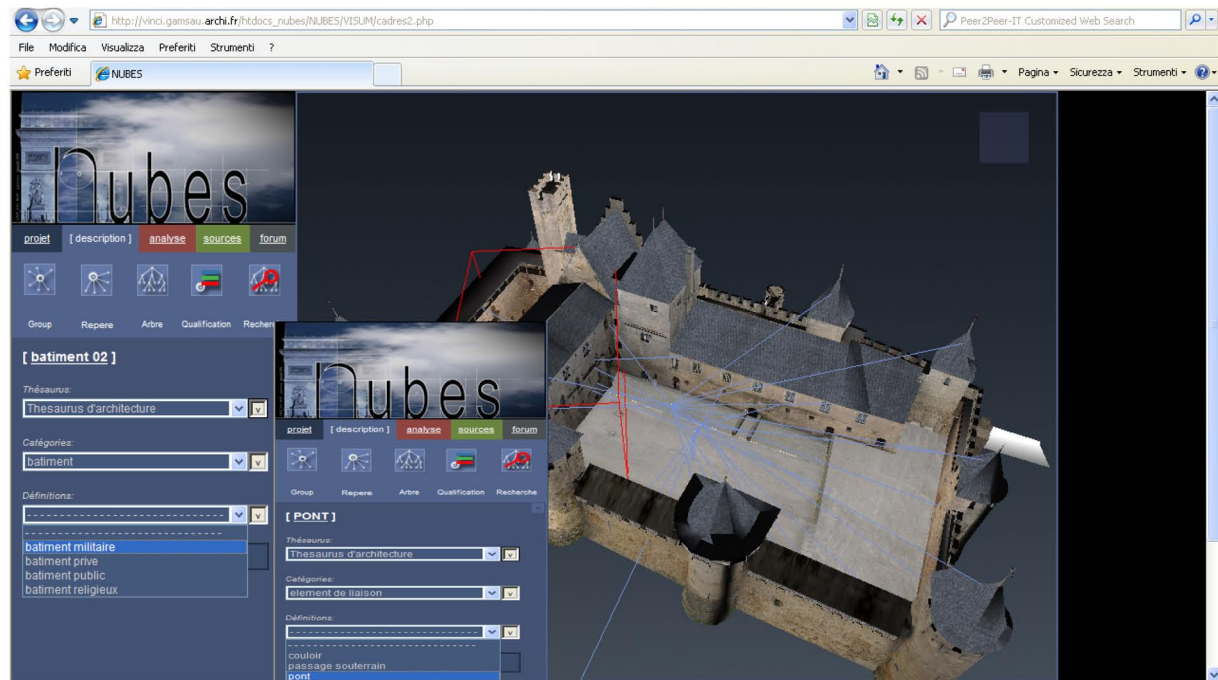 http://vinci.gamsau.archi.fr/htdocs_nubes/NUBES/VISUM/cadres2.php
Peer2Peer-IT Customized Web Search
File Modifica Visualizza Preferiti Strumenti ?
Preferiti NUBES Pagina Sicurezza Strumenti
nubes
projet [ description ] analyse sources forum
Group Repere Arbre Qualification Recher
[ batiment 02 ]
Thésaurus:
Thesaurus d'architecture
v
Catégories:
batiment
v
Définitions:
-----------------------------
v
-----------------------------
batiment militaire
batiment prive
batiment public
batiment religieux
nubes
projet [ description ] analyse sources forum
Group Repere Arbre Qualification Recherche
[ PONT ]
Thésaurus:
Thesaurus d'architecture
v
Catégories:
element de liaison
v
Définitions:
-----------------------------
v
-----------------------------
couloir
passage souterrain
pont